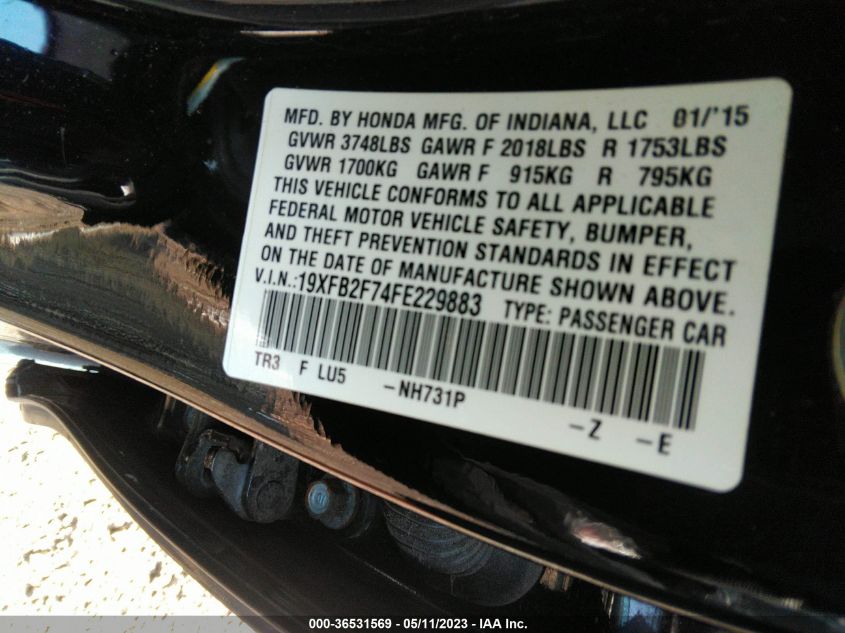 MFD. BY HONDA MFG. OF INDIANA, LLC 01/'15
GVWR 3748LBS GAWR F 2018LBS R 1753LBS
GVWR 1700KG GAWR F 915KG R 795KG
THIS VEHICLE CONFORMS TO ALL APPLICABLE
FEDERAL MOTOR VEHICLE SAFETY, BUMPER,
AND THEFT PREVENTION STANDARDS IN EFFECT
ON THE DATE OF MANUFACTURE SHOWN ABOVE.
V.I.N.:19XFB2F74FE229883 TYPE: PASSENGER CAR
TR3 F LU5 -NH731P -Z -E
000-36531569 - 05/11/2023 - IAA Inc.